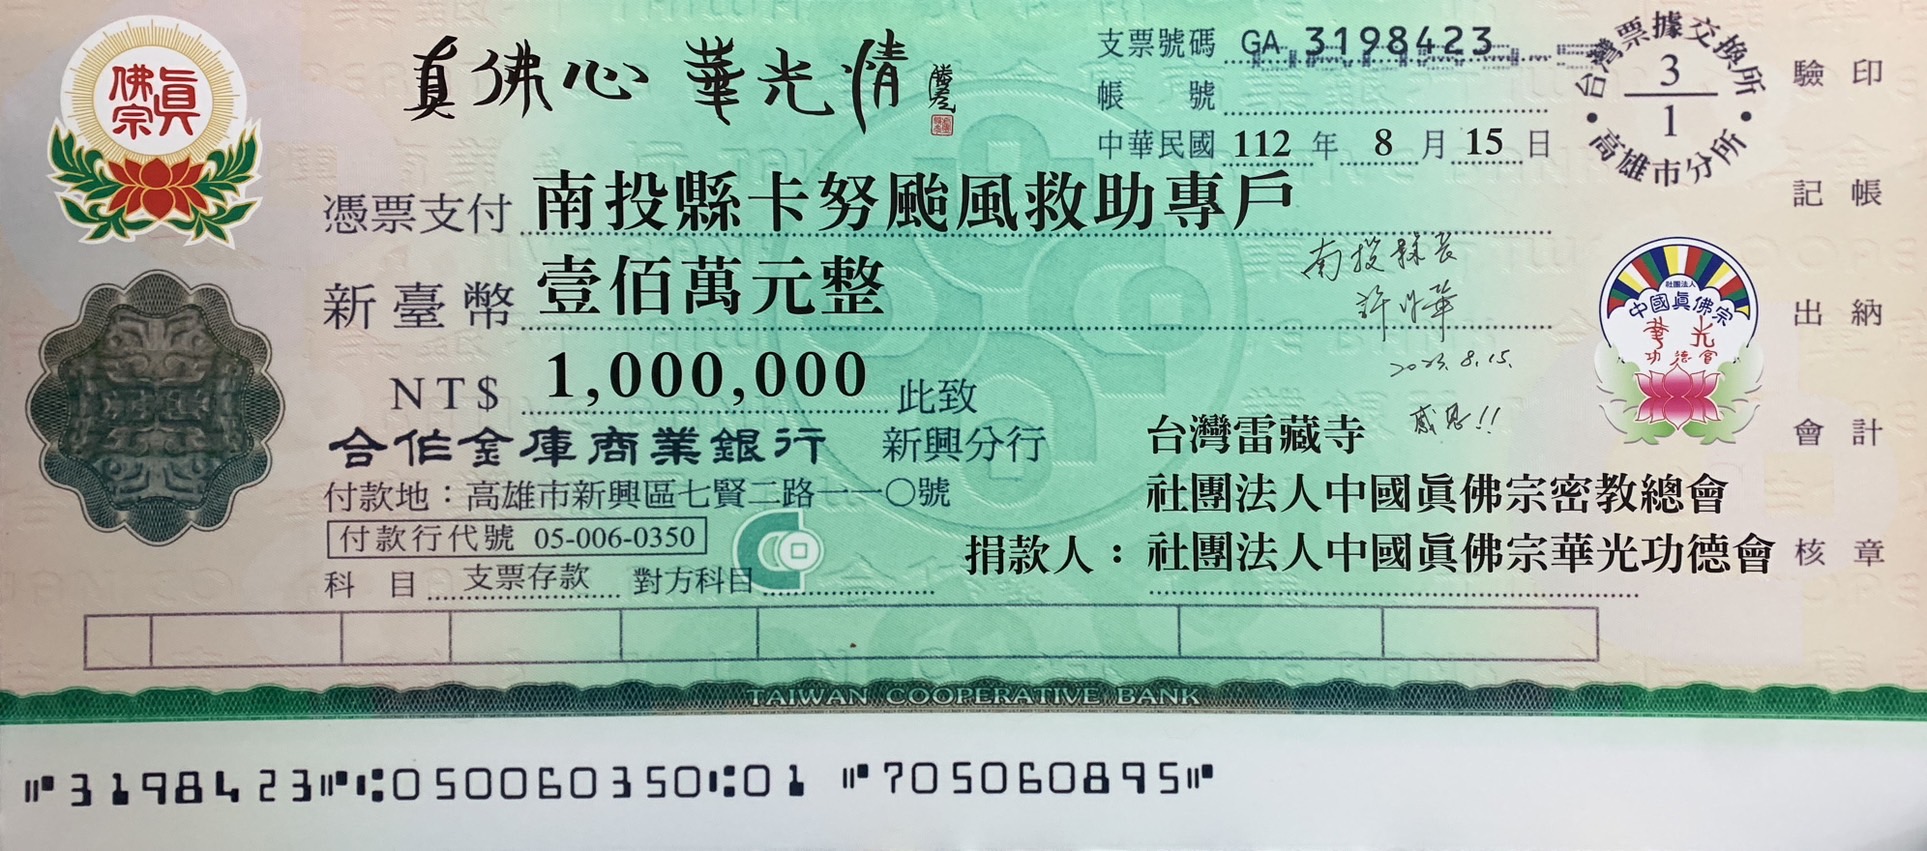 眞佛宗
真佛心 華光情
支票號碼 GA 3198423
帳號
中華民國 112 年 8 月 15 日
台灣票據交換所
3
1
高雄市分所
憑票支付 南投縣卡努颱風救助專戶
新臺幣 壹佰萬元整
NT$ 1,000,000 此致
合作金庫商業銀行 新興分行
付款地：高雄市新興區七賢二路一一〇號
付款行代號 05-006-0350
科目 支票存款 對方科目
南投縣長
許淑華
2023.8.15.
感恩!!
台灣雷藏寺
社團法人中國眞佛宗密教總會
捐款人：社團法人中國眞佛宗華光功德會
社團法人
中國眞佛宗
華光
功德會
印 驗
帳 記
納 出
計 會
章 核
TAIWAN COOPERATIVE BANK
⑈3198423⑈⑆050060350⑆01 ⑈705060895⑈